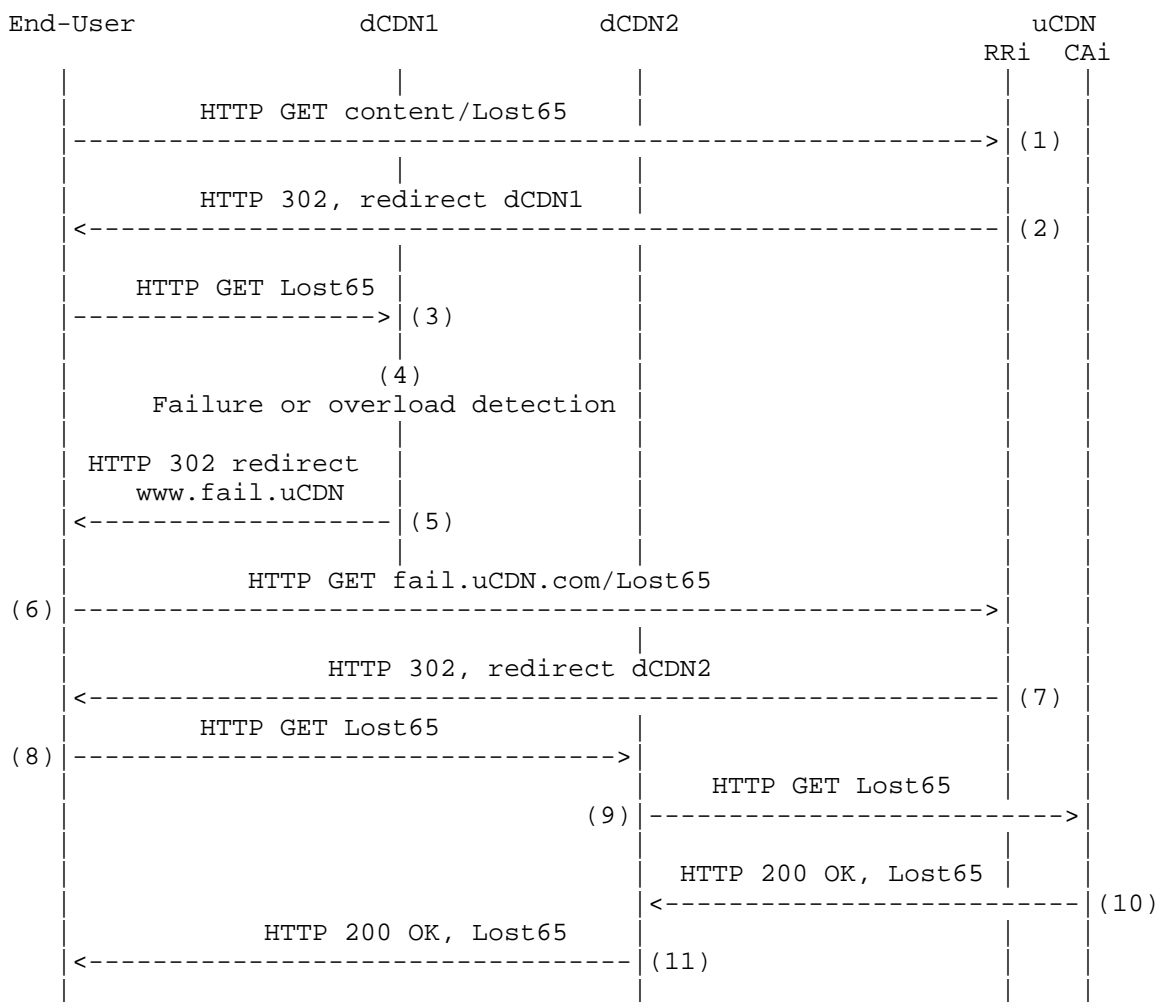 End-User dCDN1 dCDN2 uCDN
RRi CAi
HTTP GET content/Lost65
(1)
HTTP 302, redirect dCDN1
(2)
HTTP GET Lost65
(3)
(4)
Failure or overload detection
HTTP 302 redirect
www.fail.uCDN
(5)
HTTP GET fail.uCDN.com/Lost65
(6)
HTTP 302, redirect dCDN2
(7)
HTTP GET Lost65
(8)
HTTP GET Lost65
(9)
HTTP 200 OK, Lost65
(10)
HTTP 200 OK, Lost65
(11)